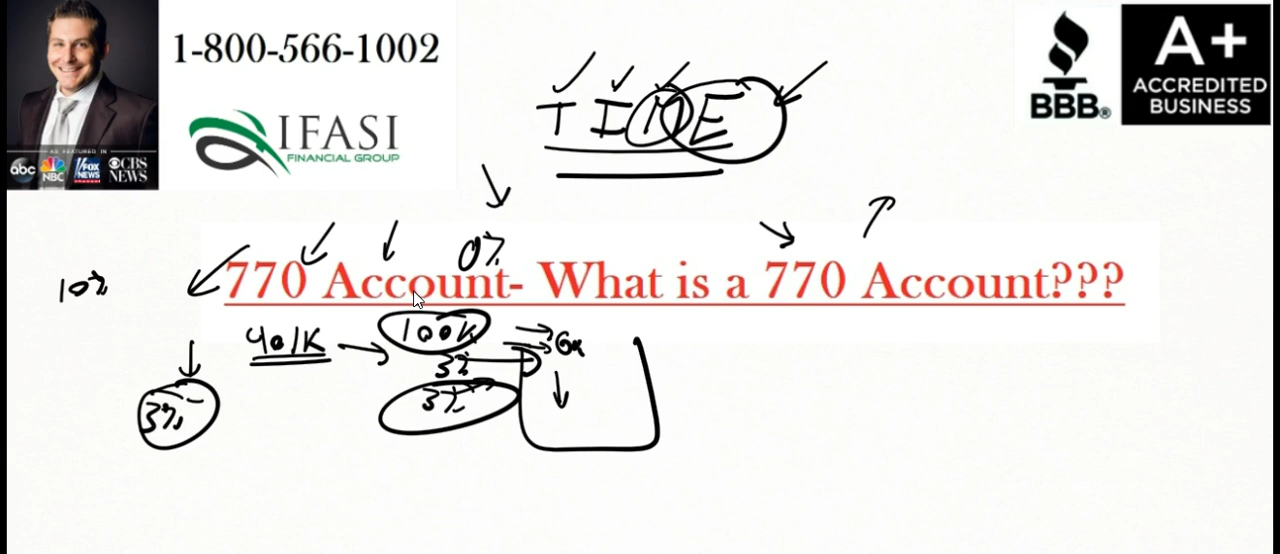 1-800-566-1002
IFASI
FINANCIAL GROUP
AS FEATURED IN
abc NBC FOX NEWS CBS NEWS
TIME
BBB®
A+
ACCREDITED
BUSINESS
0%
770 Account- What is a 770 Account???
10%
401K
100K
3%
3%
3%